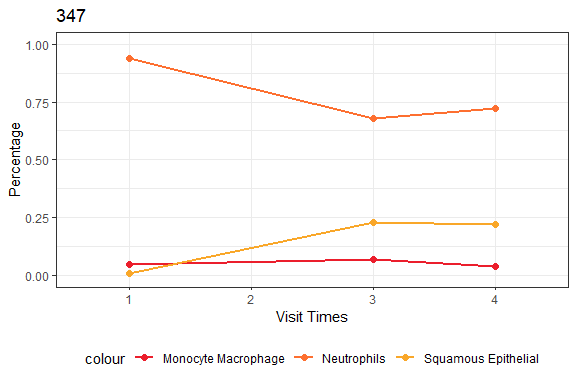 347
1.00
0.75
0.50
0.25
0.00
Percentage
1 2 3 4
Visit Times
colour Monocyte Macrophage Neutrophils Squamous Epithelial